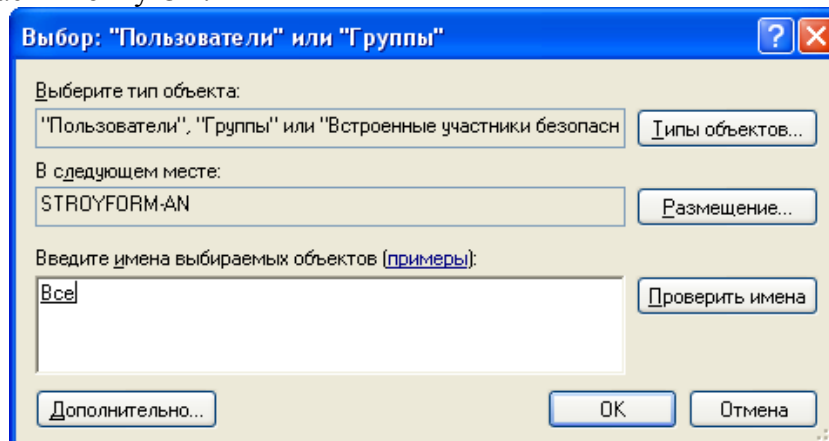 Выбор: "Пользователи" или "Группы"
Выберите тип объекта:
"Пользователи", "Группы" или "Встроенные участники безопасн
Типы объектов...
В следующем месте:
STROYFORM-AN
Размещение...
Введите имена выбираемых объектов (примеры):
Все
Проверить имена
Дополнительно...
OK
Отмена